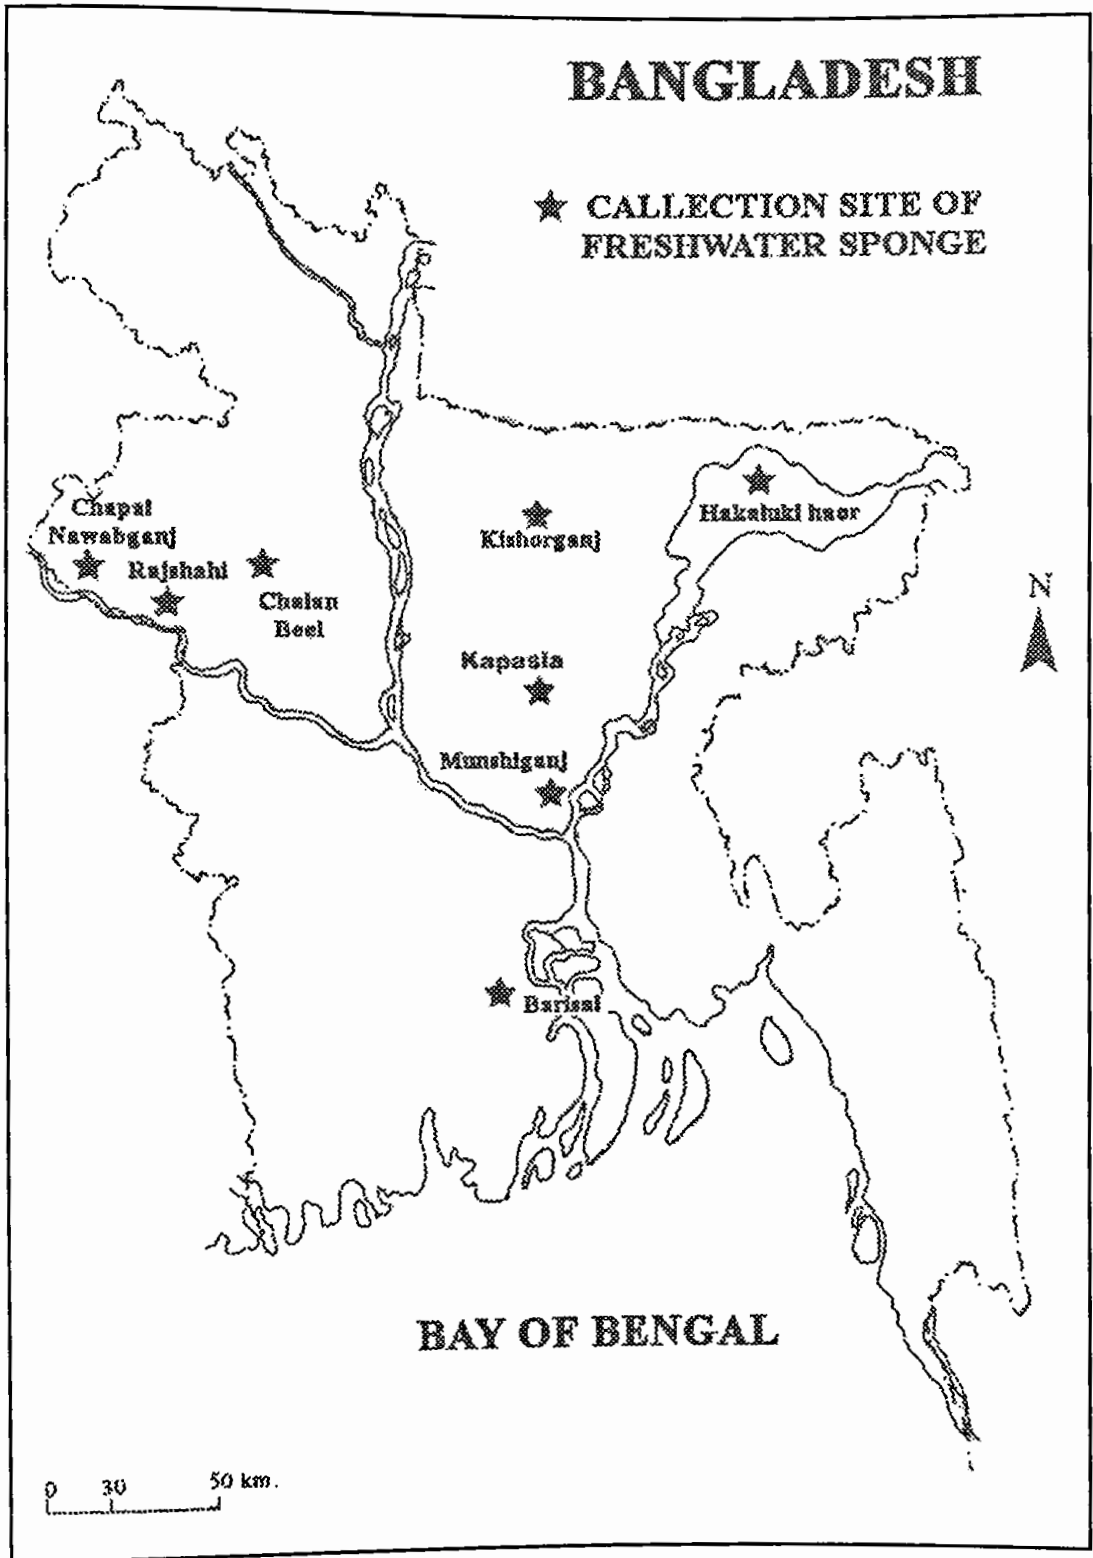 BANGLADESH
CALLECTION SITE OF
FRESHWATER SPONGE
Hakaluki haor
Chapai
Nawabganj
Kishorganj
Rajshahi
Chalan
Beel
N
Kapasia
Munshiganj
Barisal
BAY OF BENGAL
0 30 50 km.